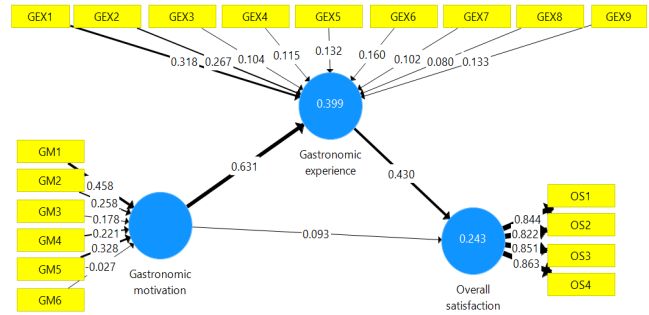 GEX1 GEX2 GEX3 GEX4 GEX5 GEX6 GEX7 GEX8 GEX9
0.318 0.267 0.104 0.115 0.132 0.160 0.102 0.080 0.133
0.399
Gastronomic
experience
0.631
0.430
GM1
GM2
GM3
GM4
GM5
GM6
0.458
0.258
0.178
0.221
0.328
-0.027
Gastronomic
motivation
0.093
0.243
Overall
satisfaction
0.844
0.822
0.851
0.863
OS1
OS2
OS3
OS4